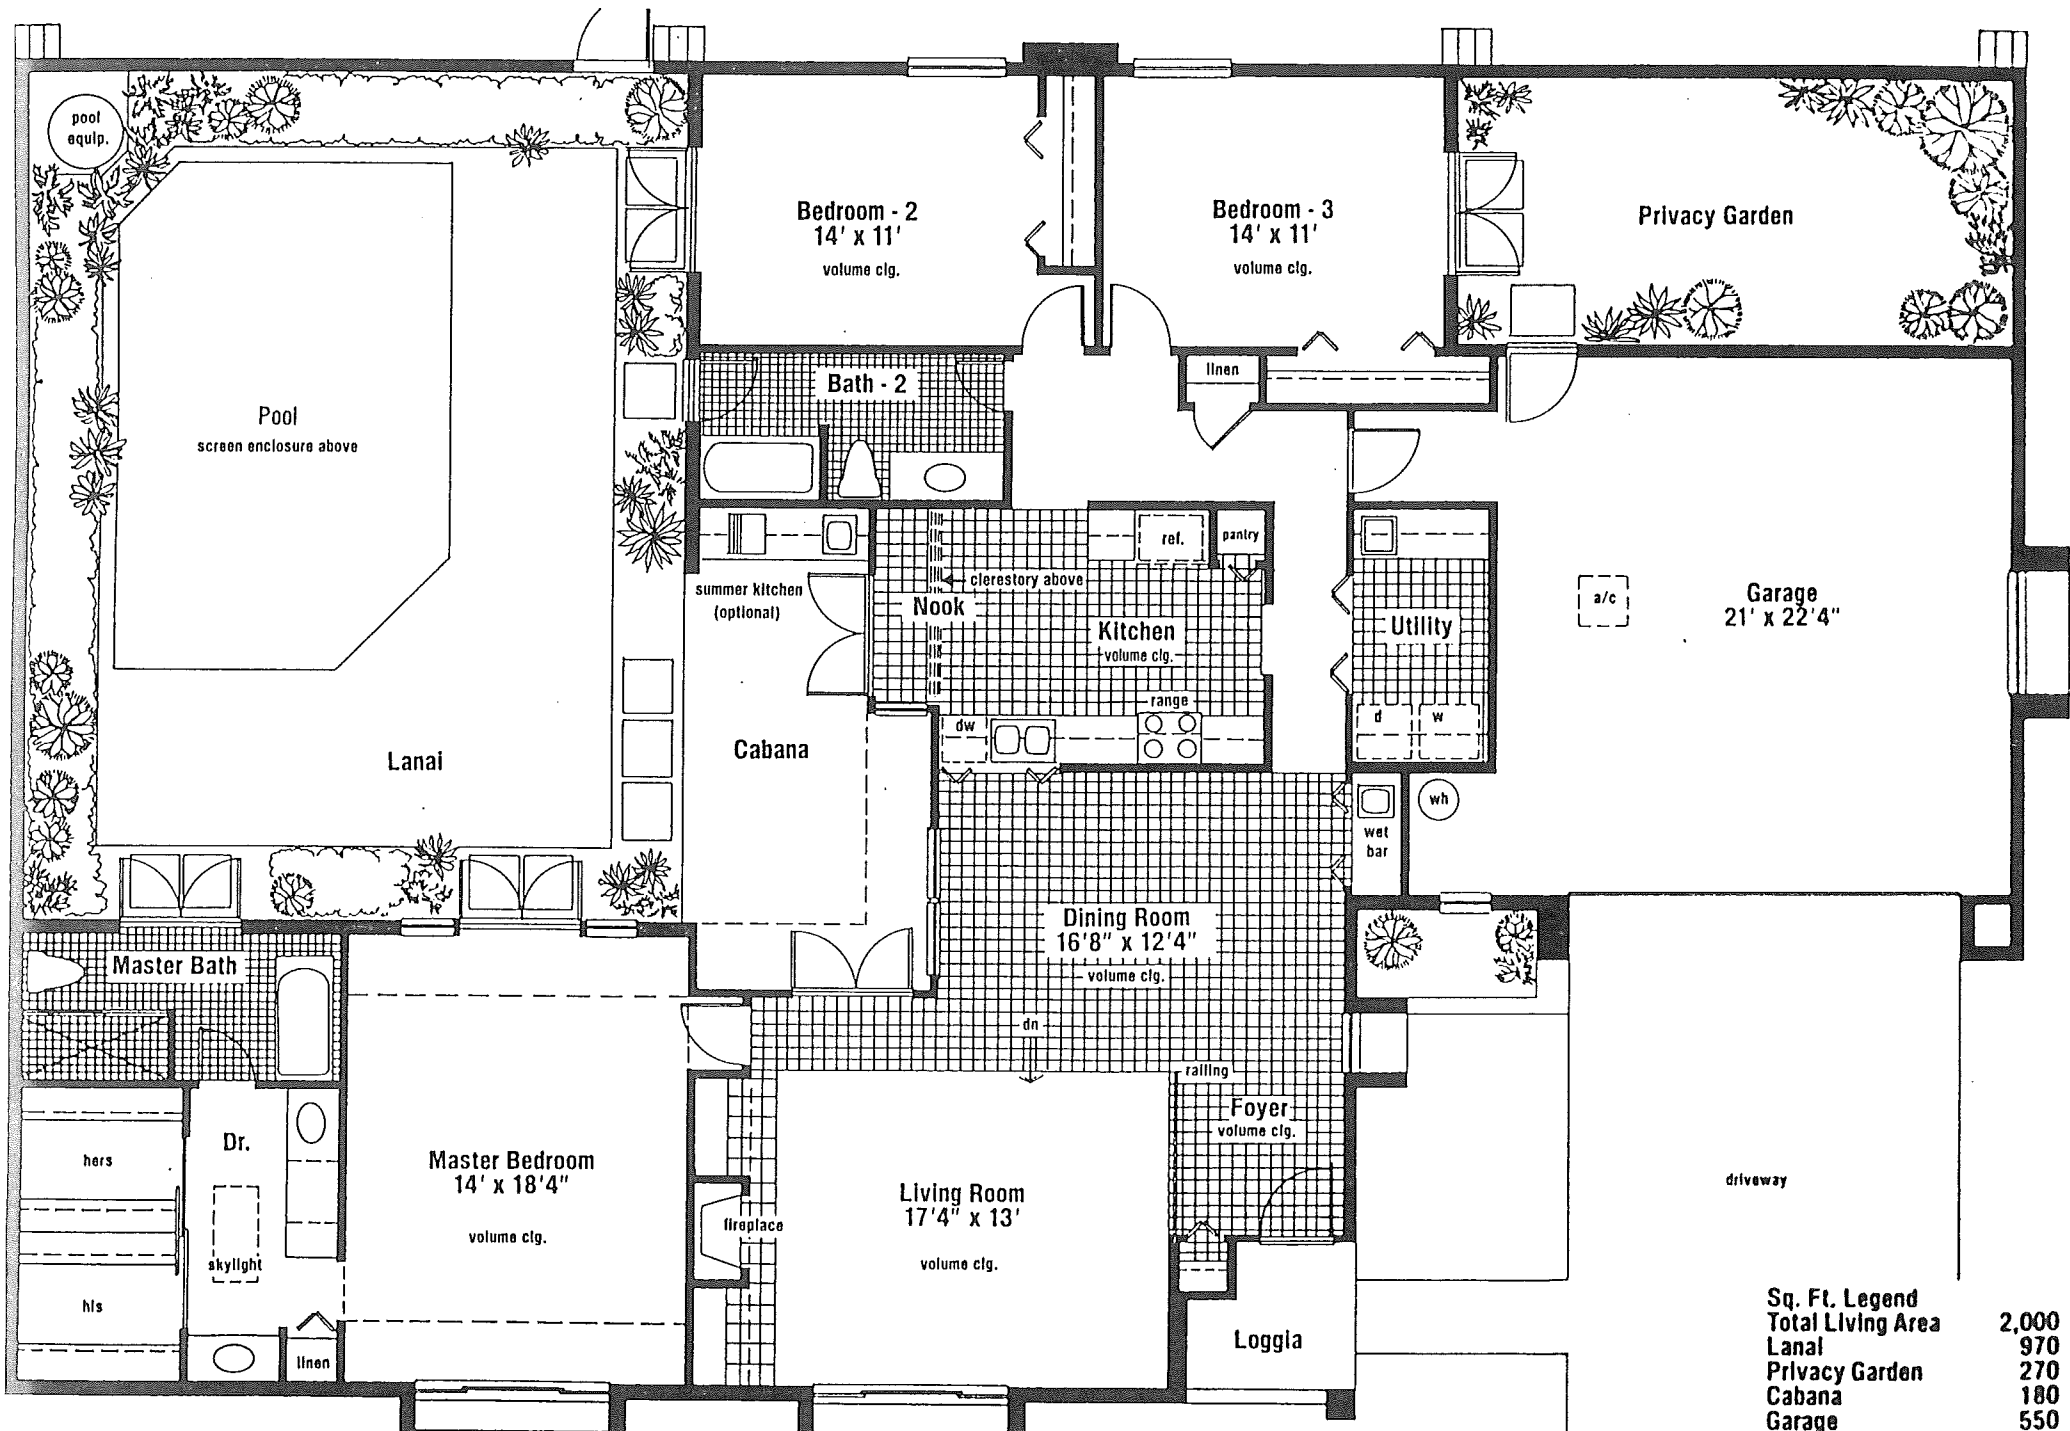 pool
equip.
Bedroom - 2
14' x 11'
volume clg.
Bedroom - 3
14' x 11'
volume clg.
Privacy Garden
linen
Bath - 2
Pool
screen enclosure above
ref.
pantry
clerestory above
summer kitchen
(optional)
Nook
Kitchen
volume clg.
Utility
a/c
Garage
21' x 22'4"
range
dw
d
w
Cabana
Lanai
wh
wet
bar
Dining Room
16'8" x 12'4"
volume clg.
Master Bath
dn
railing
Foyer
volume clg.
Dr.
hers
Master Bedroom
14' x 18'4"
volume clg.
Living Room
17'4" x 13'
volume clg.
fireplace
driveway
skylight
his
linen
Loggia
Sq. Ft. Legend
Total Living Area 2,000
Lanai 970
Privacy Garden 270
Cabana 180
Garage 550